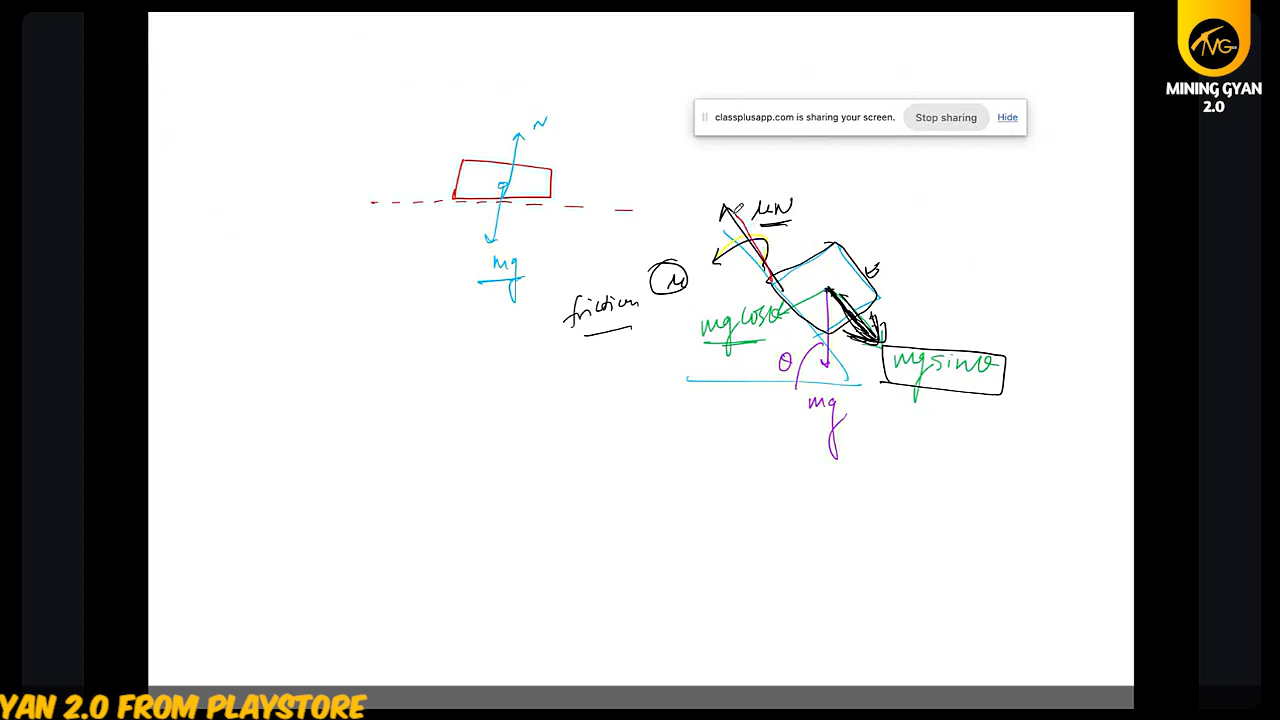 MINING GYAN
2.0
classplusapp.com is sharing your screen. Stop sharing Hide
N
mg
μN
friction μ
mg cosθ
θ
mg sinθ
mg
YAN 2.0 FROM PLAYSTORE